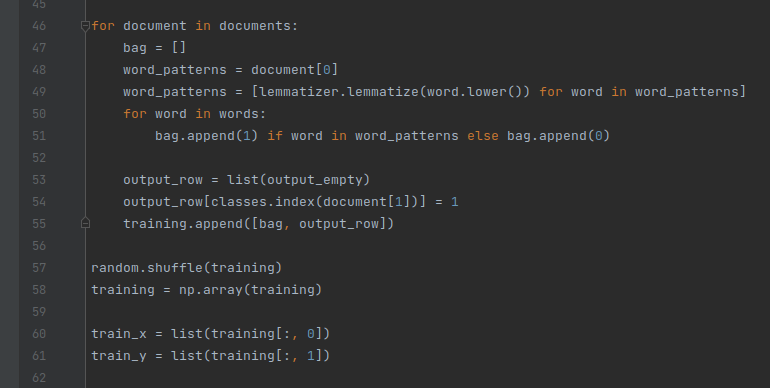 45
46 for document in documents:
47     bag = []
48     word_patterns = document[0]
49     word_patterns = [lemmatizer.lemmatize(word.lower()) for word in word_patterns]
50     for word in words:
51         bag.append(1) if word in word_patterns else bag.append(0)
52
53     output_row = list(output_empty)
54     output_row[classes.index(document[1])] = 1
55     training.append([bag, output_row])
56
57 random.shuffle(training)
58 training = np.array(training)
59
60 train_x = list(training[:, 0])
61 train_y = list(training[:, 1])
62